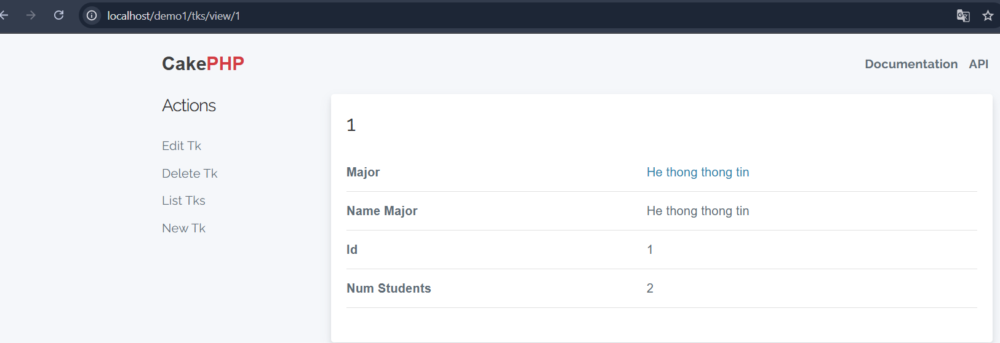 localhost/demo1/tks/view/1
CakePHP
Documentation API
Actions
Edit Tk
Delete Tk
List Tks
New Tk
1
Major He thong thong tin
Name Major He thong thong tin
Id 1
Num Students 2